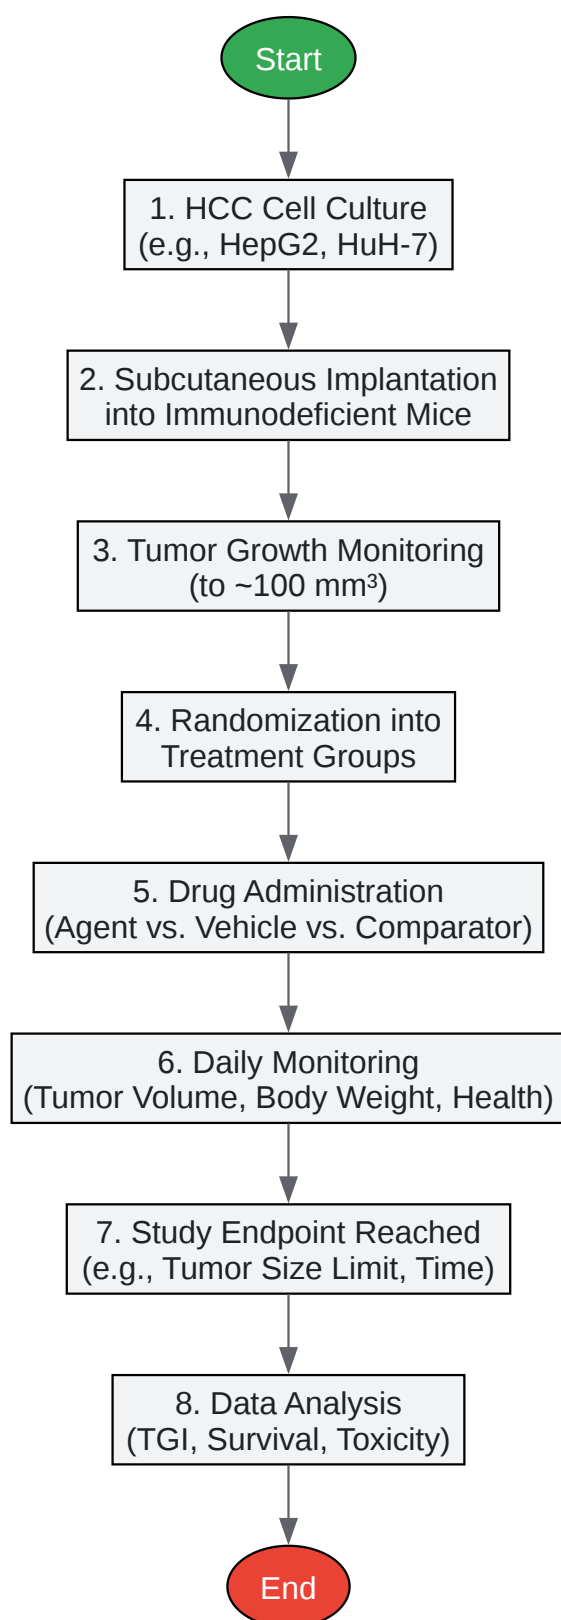 Start
1. HCC Cell Culture
(e.g., HepG2, HuH-7)
2. Subcutaneous Implantation
into Immunodeficient Mice
3. Tumor Growth Monitoring
(to ~100 mm³)
4. Randomization into
Treatment Groups
5. Drug Administration
(Agent vs. Vehicle vs. Comparator)
6. Daily Monitoring
(Tumor Volume, Body Weight, Health)
7. Study Endpoint Reached
(e.g., Tumor Size Limit, Time)
8. Data Analysis
(TGI, Survival, Toxicity)
End